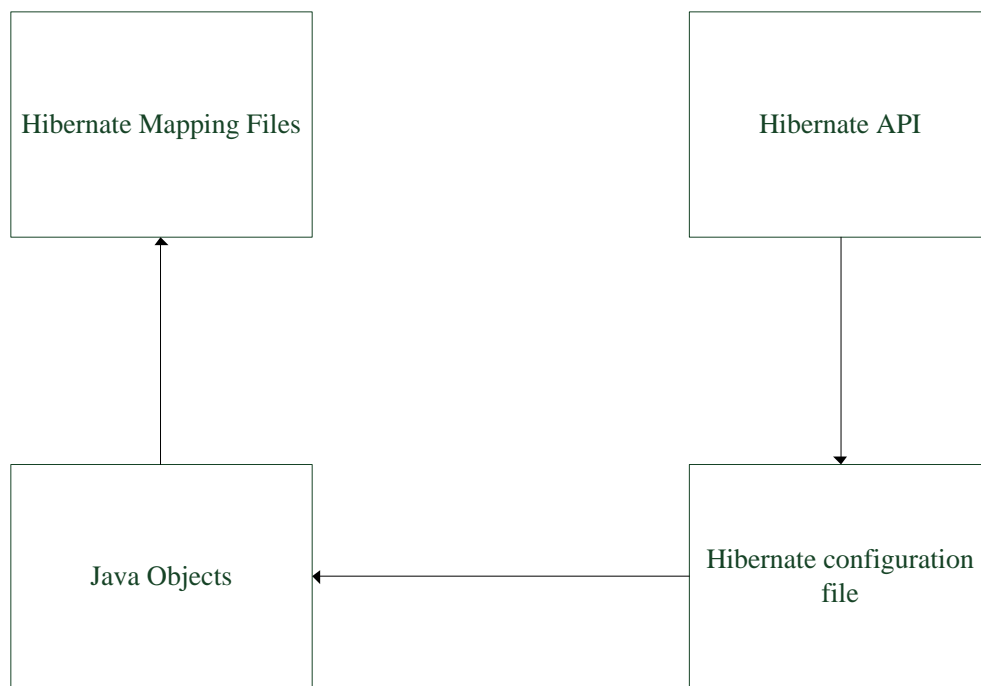 Hibernate Mapping Files
Hibernate API
Java Objects
Hibernate configuration
file